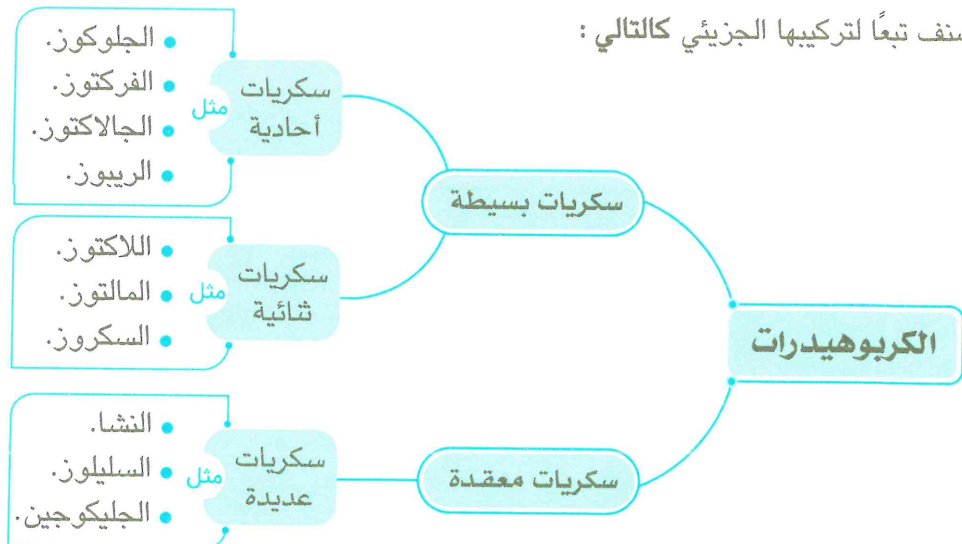 تبعًا لتركيبها الجزيئي كالتالي :
الكربوهيدرات
سكريات بسيطة
سكريات
أحادية
مثل
• الجلوكوز.
• الفركتوز.
• الجالاكتوز.
• الريبوز.
سكريات
ثنائية
مثل
• اللاكتوز.
• المالتوز.
• السكروز.
سكريات معقدة
سكريات
عديدة
مثل
• النشا.
• السليلوز.
• الجليكوجين.